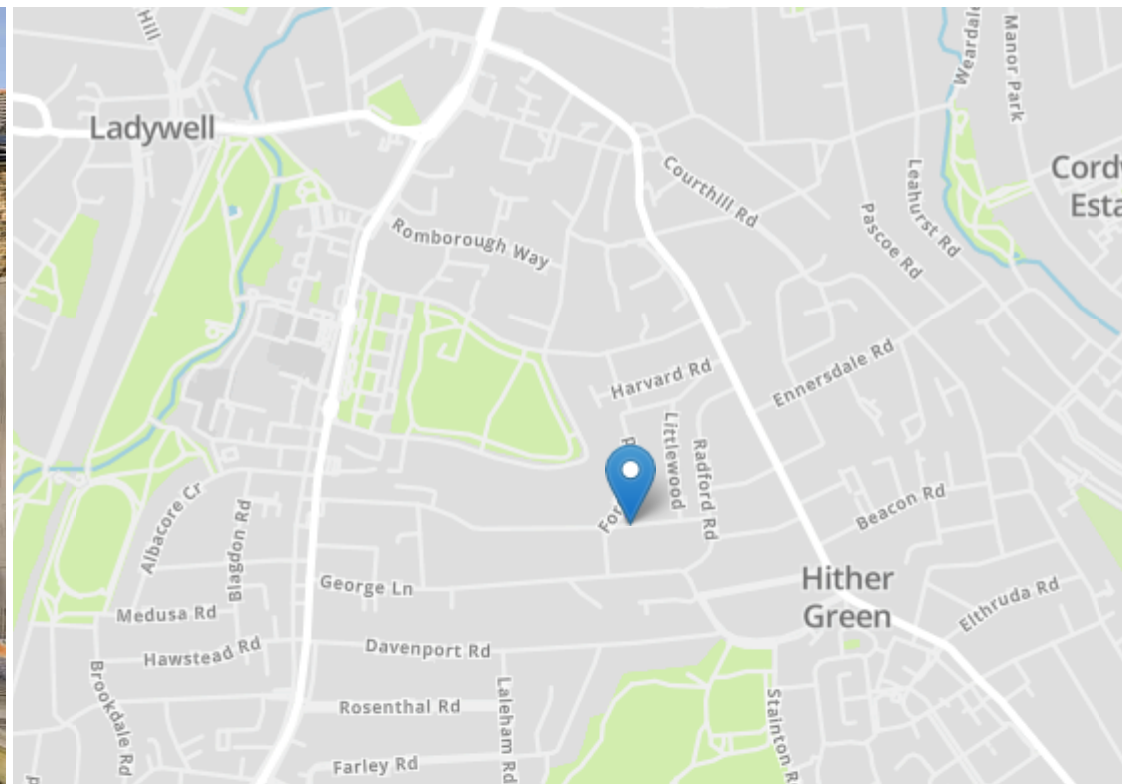 Hill
Weardale
Manor Park
Ladywell
Courthill Rd
Leahurst Rd
Pascoe Rd
Romborough Way
Harvard Rd
Ennersdale Rd
Littlewood
Radford Rd
Beacon Rd
Albacore Cr
Blagdon Rd
George Ln
Hither
Green
Elthruda Rd
Medusa Rd
Davenport Rd
Hawstead Rd
Brookdale Rd
Rosenthal Rd
Laleham Rd
Stainton R
Farley Rd